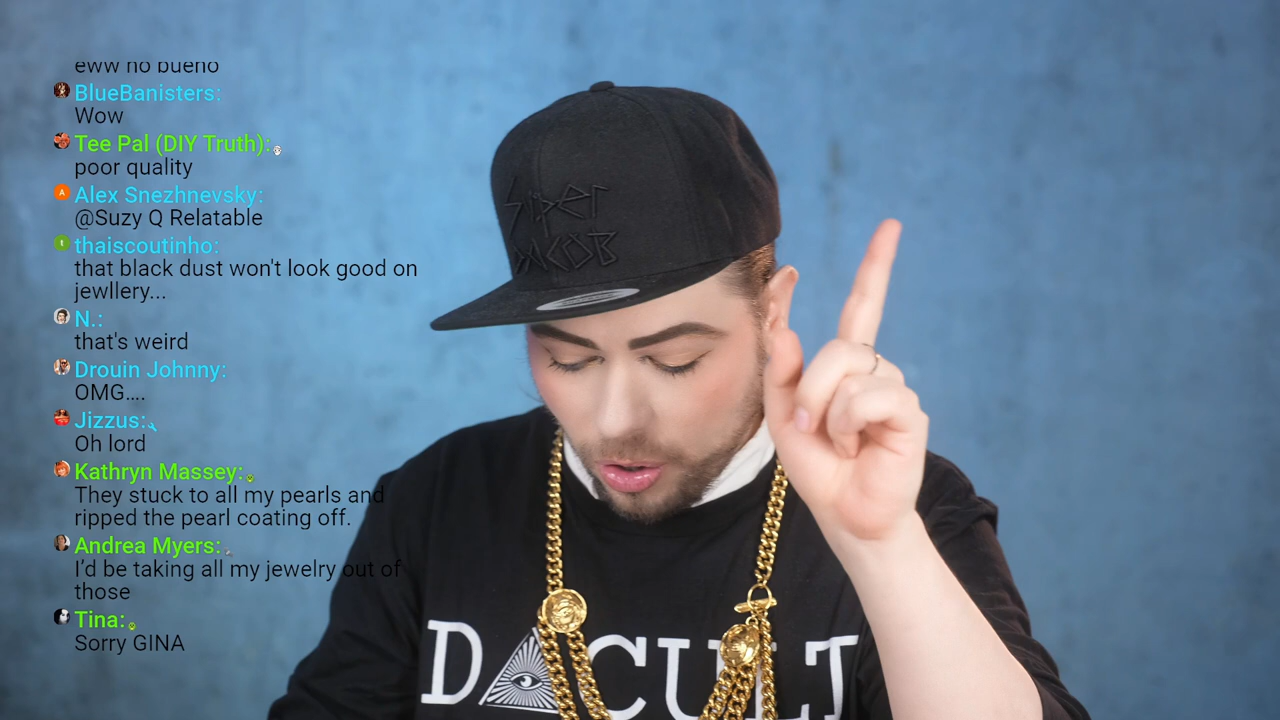 eww no bueno
BlueBanisters:
Wow
Tee Pal (DIY Truth):
poor quality
Alex Snezhnevsky:
@Suzy Q Relatable
thaiscoutinho:
that black dust won't look good on
jewllery...
N.:
that's weird
Drouin Johnny:
OMG....
Jizzus:
Oh lord
Kathryn Massey:
They stuck to all my pearls and
ripped the pearl coating off.
Andrea Myers:
I'd be taking all my jewelry out of
those
Tina:
Sorry GINA
SIPER
JACOB
DACULT